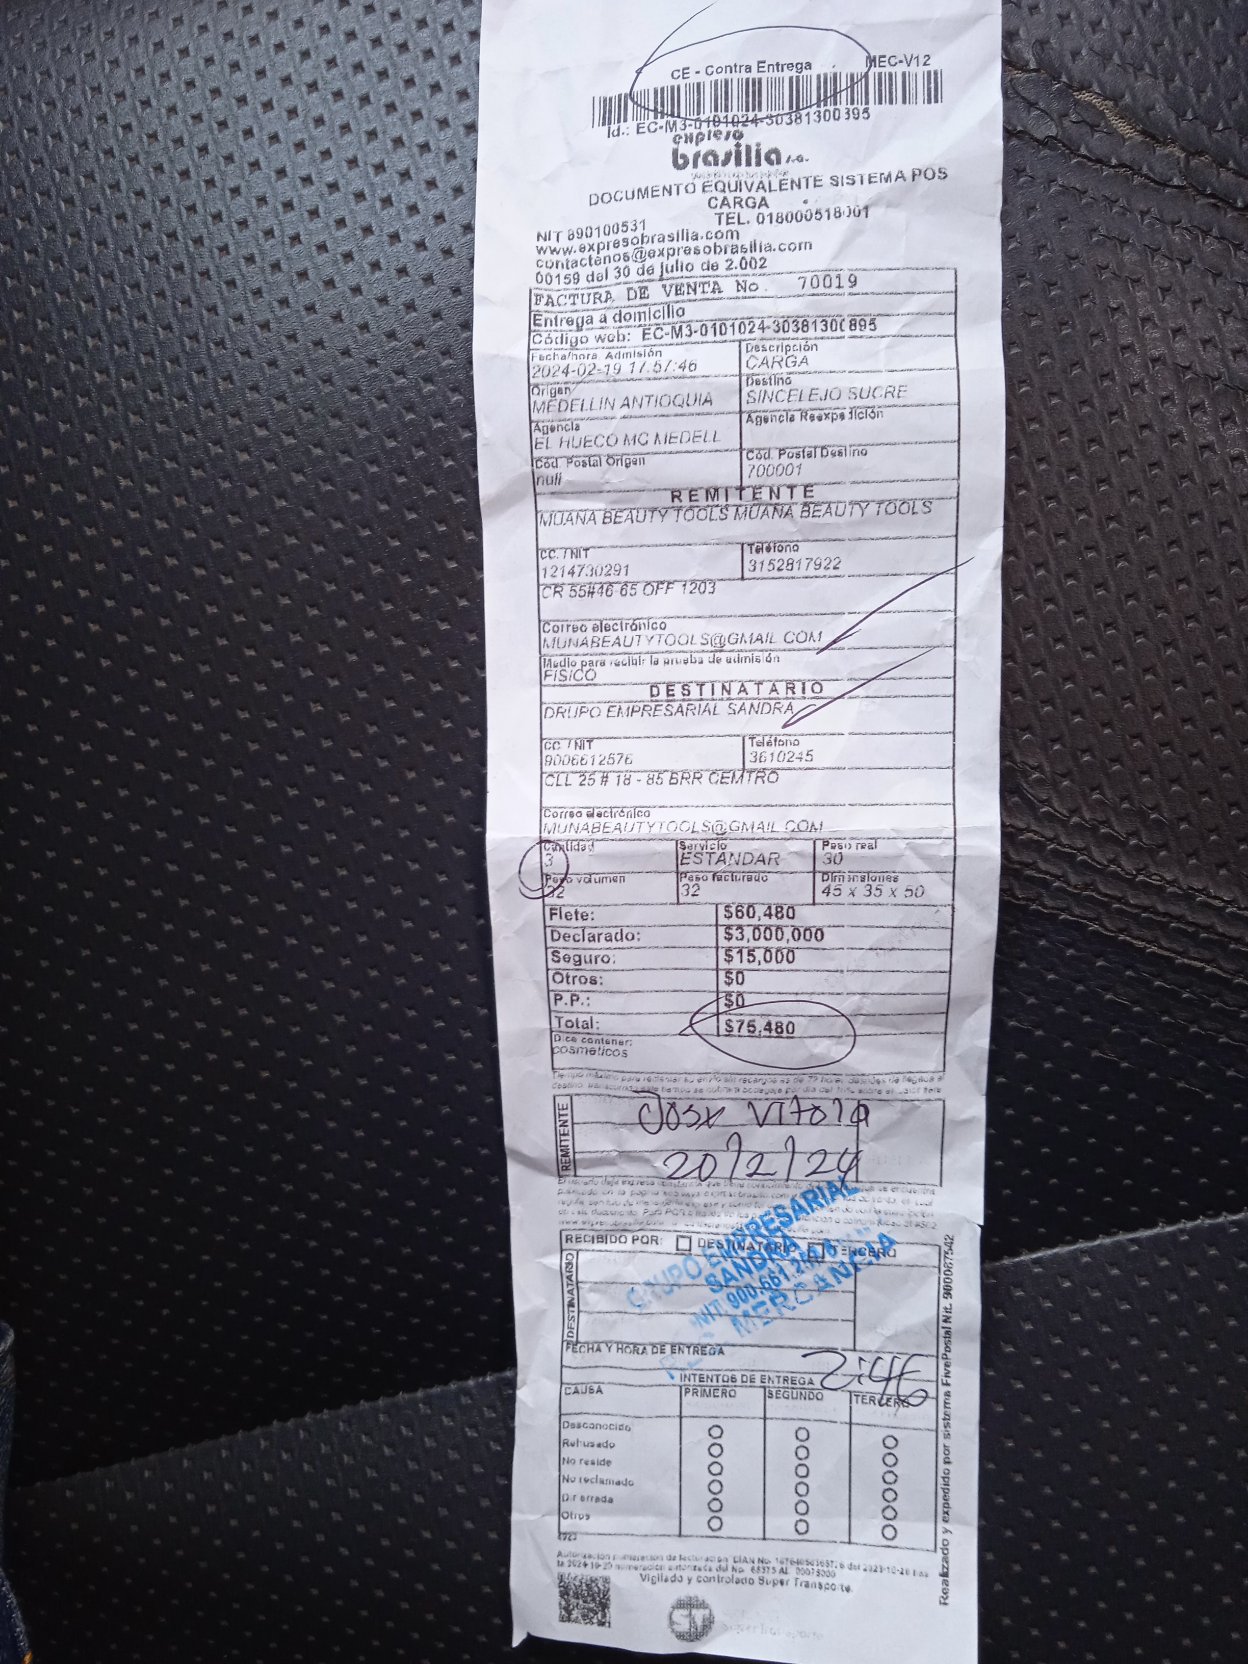 CE - Contra Entrega MEC-V12
Id.: EC-M3-0101024-30381300895
expreso
brasilia s.a.
DOCUMENTO EQUIVALENTE SISTEMA POS
CARGA
NIT 890100531 TEL. 018000518001
www.expresobrasilia.com
contactenos@expresobrasilia.com
00159 del 30 de julio de 2.002
FACTURA DE VENTA No. 70019
Entrega a domicilio
Código web: EC-M3-0101024-30381300895
Fecha/hora Admisión Descripción
2024-02-19 17:57:46 CARGA
Origen Destino
MEDELLIN ANTIOQUIA SINCELEJO SUCRE
Agencia Agencia Reexpedición
EL HUECO MC MEDELL
Cód. Postal Origen Cód. Postal Destino
null 700001
REMITENTE
MUANA BEAUTY TOOLS MUANA BEAUTY TOOLS
CC. / NIT Teléfono
1214730291 3152817922
CR 55#46 65 OFF 1203
Correo electrónico
MUNABEAUTYTOOLS@GMAIL.COM
Medio para recibir la prueba de admisión
FISICO
DESTINATARIO
DRUPO EMPRESARIAL SANDRA
CC. / NIT Teléfono
9006612576 3610245
CLL 25 # 18 - 85 BRR CEMTRO
Correo electrónico
MUNABEAUTYTOOLS@GMAIL.COM
Cantidad Servicio Peso real
3 ESTANDAR 30
Peso volumen Peso facturado Dimensiones
32 32 45 x 35 x 50
Flete: $60,480
Declarado: $3,000,000
Seguro: $15,000
Otros: $0
P.P.: $0
Total: $75,480
Dice contener:
cosmeticos
REMITENTE
Jose Vitola
20/2/24
RECIBIDO POR: DESTINATARIO TERCERO
GRUPO EMPRESARIAL
SANDRA
NIT: 900.661.257-6
MERCANCIA
DESTINATARIO
FECHA Y HORA DE ENTREGA
2:46
INTENTOS DE ENTREGA
CAUSA PRIMERO SEGUNDO TERCERO
Desconocido
Rehusado
No reside
No reclamado
Dir errada
Otros
Vigilado y controlado Super Transporte.
ST
Realizado y expedido por sistema FivePostal Nit. 900087542